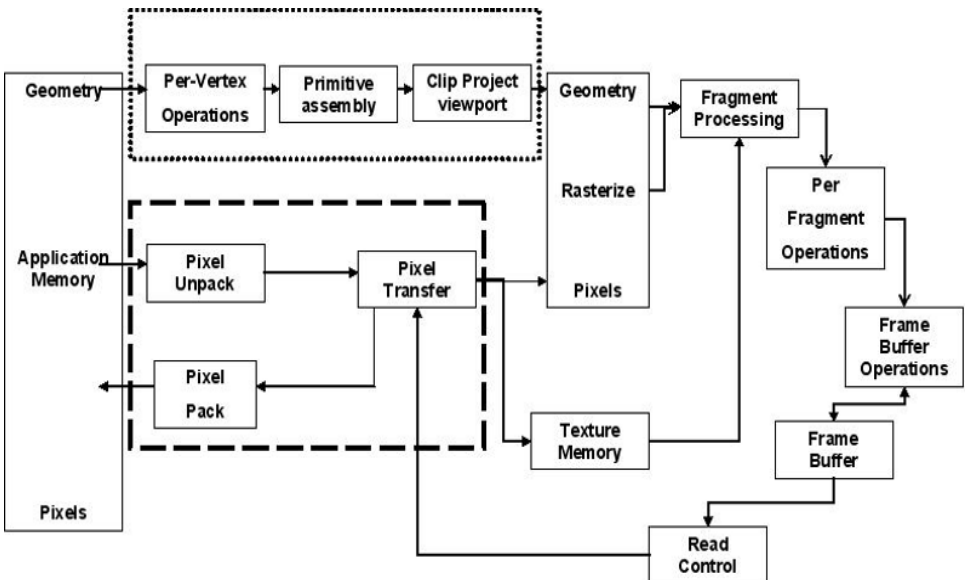 Geometry
Application
Memory
Pixels
Per-Vertex
Operations
Primitive
assembly
Clip Project
viewport
Geometry
Rasterize
Pixels
Fragment
Processing
Per
Fragment
Operations
Frame
Buffer
Operations
Frame
Buffer
Read
Control
Pixel
Unpack
Pixel
Transfer
Pixel
Pack
Texture
Memory